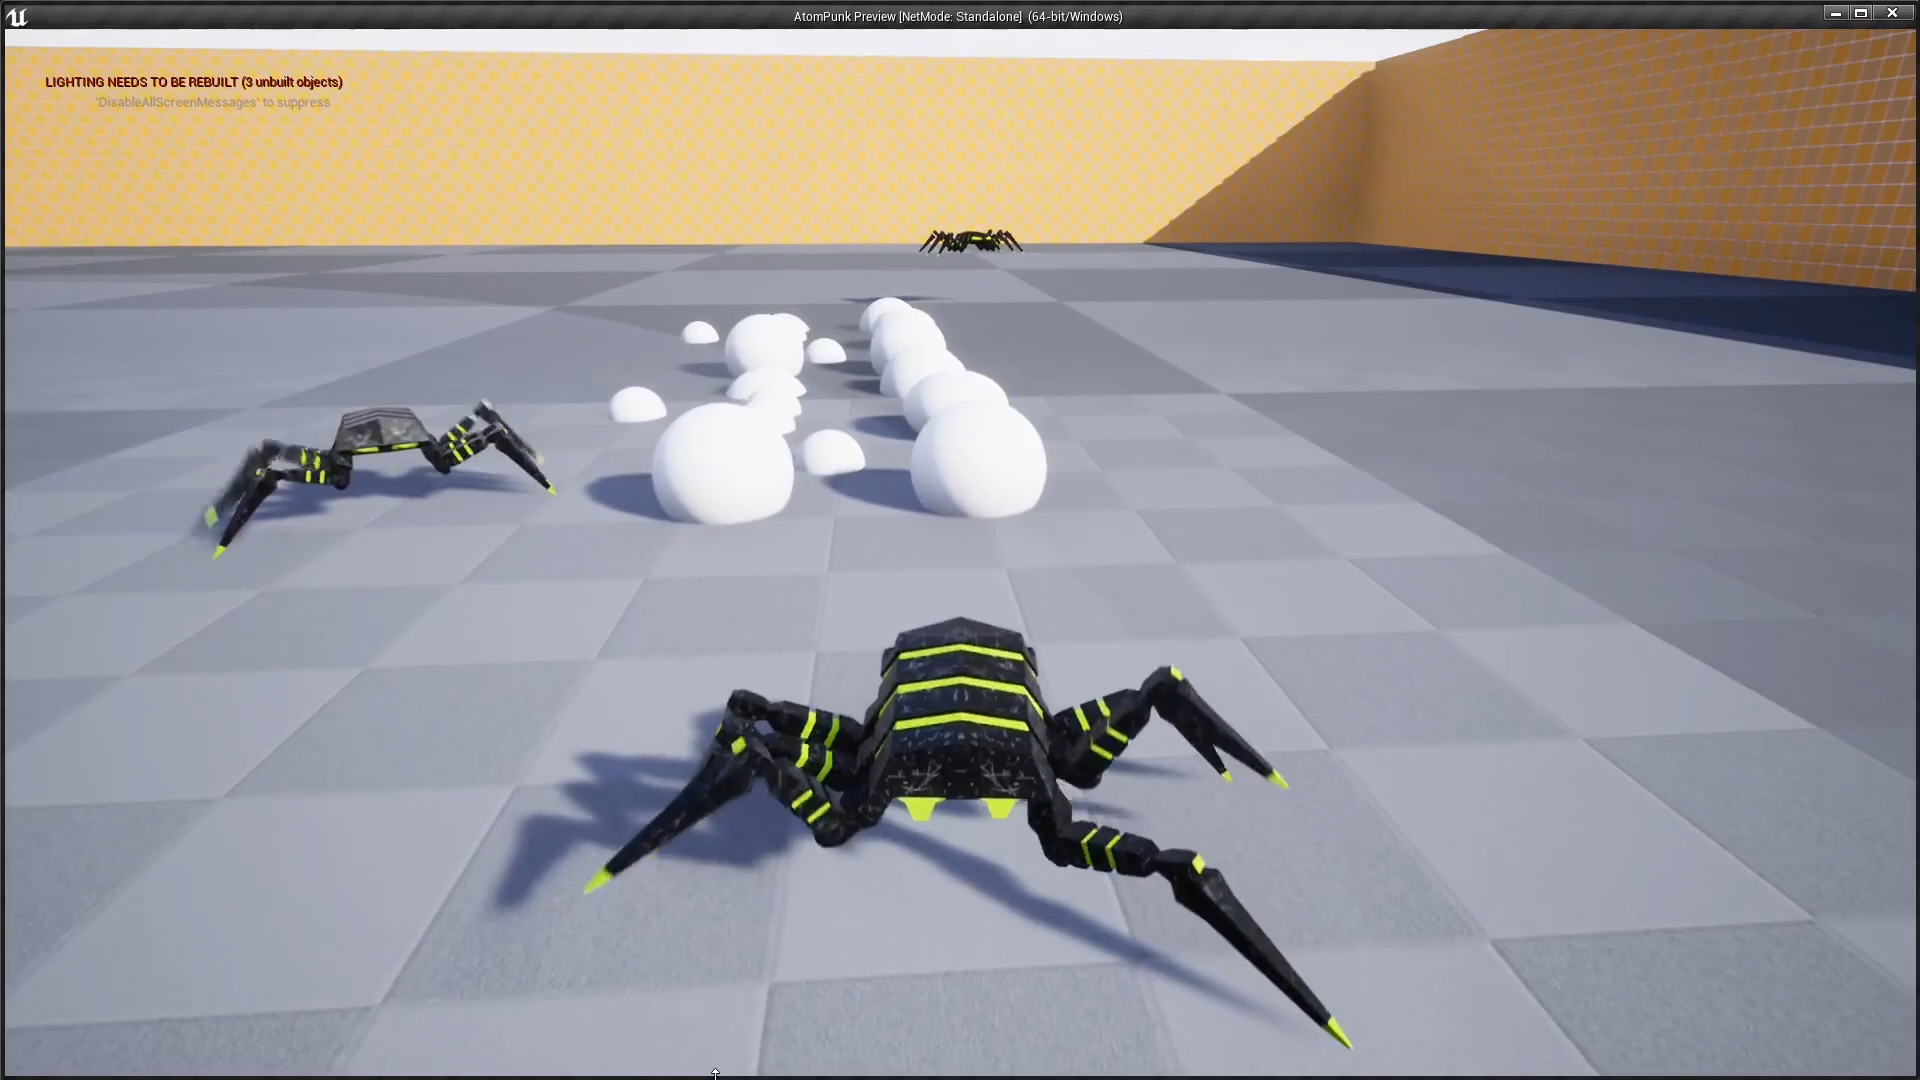 AtomPunk Preview [NetMode: Standalone] (64-bit/Windows)
LIGHTING NEEDS TO BE REBUILT (3 unbuilt objects)
'DisableAllScreenMessages' to suppress